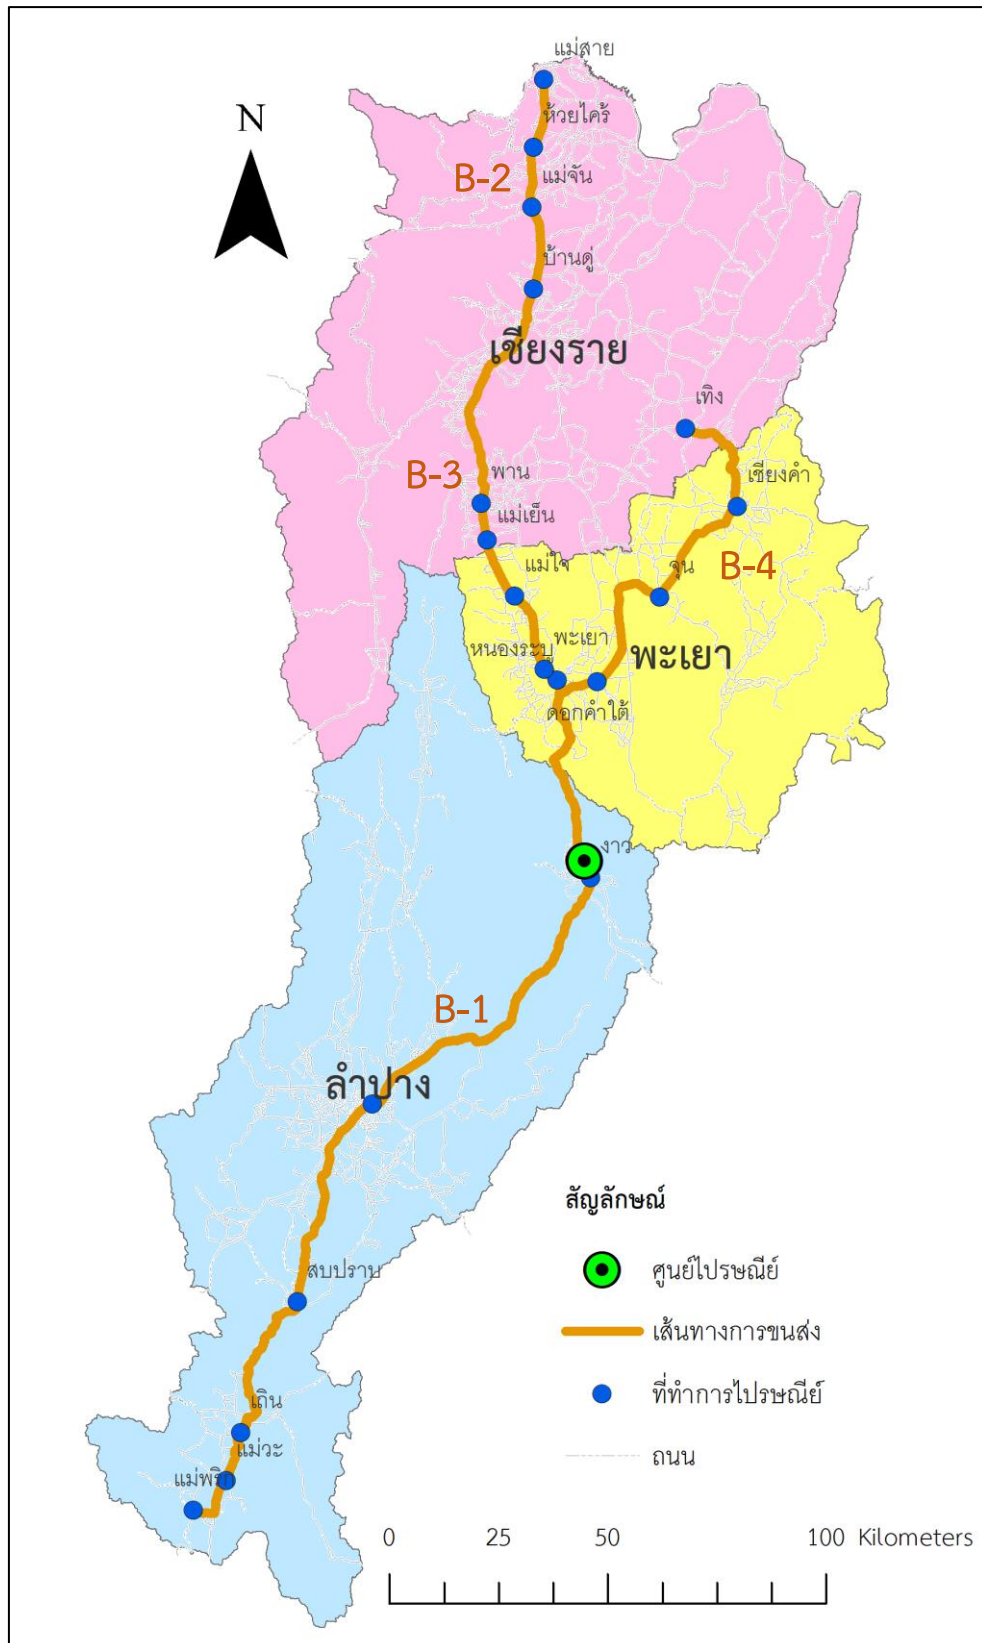 แม่สาย
N
ห้วยไคร้
B-2
แม่จัน
บ้านดู่
เชียงราย
เทิง
B-3
พาน
เชียงคำ
แม่เย็น
แม่ใจ
จุน
B-4
หนองระบู
พะเยา
พะเยา
ดอกคำใต้
งาว
B-1
ลำปาง
สัญลักษณ์
ศูนย์ไปรษณีย์
สบปราบ
เส้นทางการขนส่ง
ที่ทำการไปรษณีย์
เถิน
แม่วะ
ถนน
แม่พริก
0 25 50 100 Kilometers